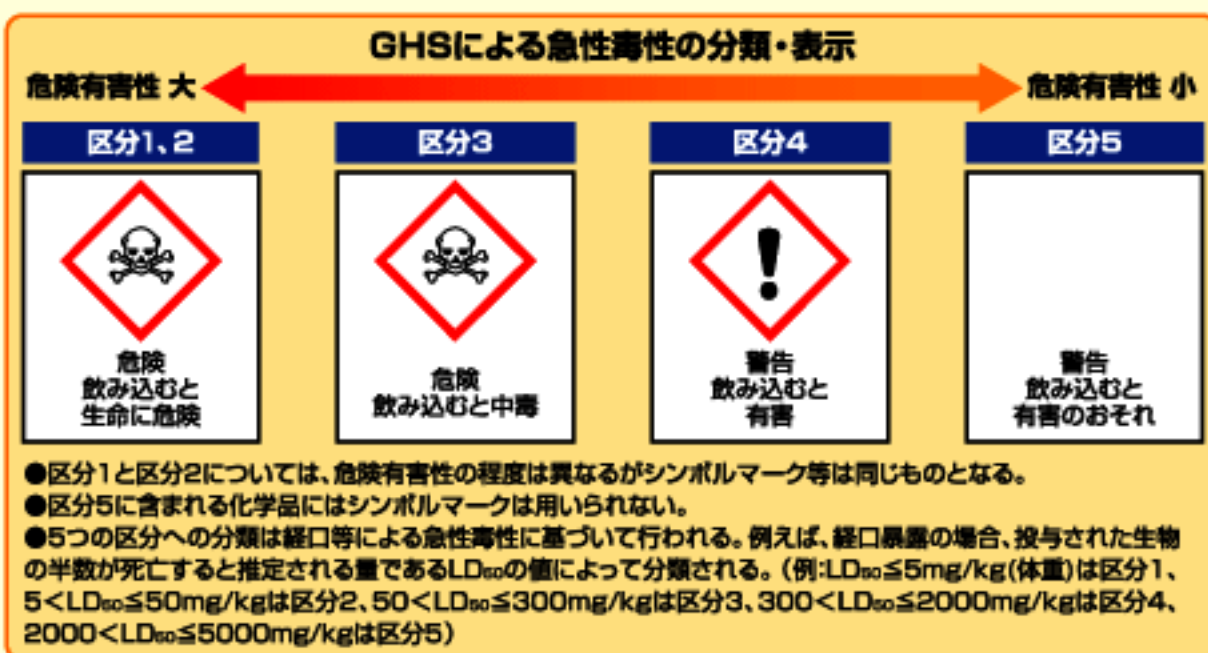 GHSによる急性毒性の分類・表示
危険有害性 大
危険有害性 小
区分1、2
区分3
区分4
区分5
危険
飲み込むと
生命に危険
危険
飲み込むと中毒
警告
飲み込むと
有害
警告
飲み込むと
有害のおそれ
●区分1と区分2については、危険有害性の程度は異なるがシンボルマーク等は同じものとなる。
●区分5に含まれる化学品にはシンボルマークは用いられない。
●5つの区分への分類は経口等による急性毒性に基づいて行われる。例えば、経口暴露の場合、投与された生物
の半数が死亡すると推定される量であるLD₅₀の値によって分類される。(例:LD₅₀≦5mg/kg(体重)は区分1、
5<LD₅₀≦50mg/kgは区分2、50<LD₅₀≦300mg/kgは区分3、300<LD₅₀≦2000mg/kgは区分4、
2000<LD₅₀≦5000mg/kgは区分5)